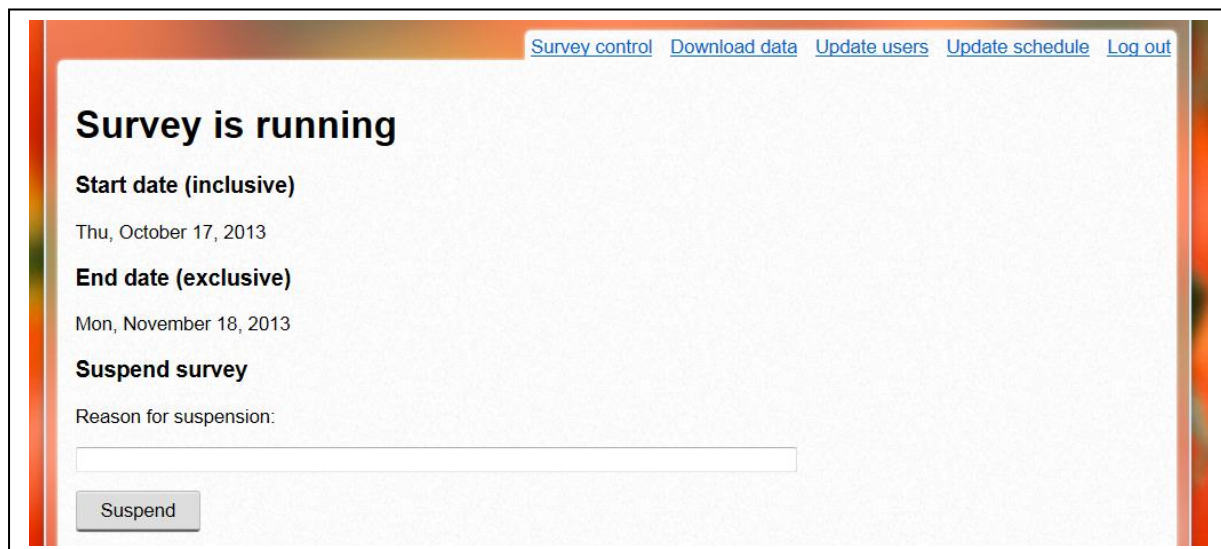 Survey control Download data Update users Update schedule Log out
Survey is running
Start date (inclusive)
Thu, October 17, 2013
End date (exclusive)
Mon, November 18, 2013
Suspend survey
Reason for suspension:
Suspend